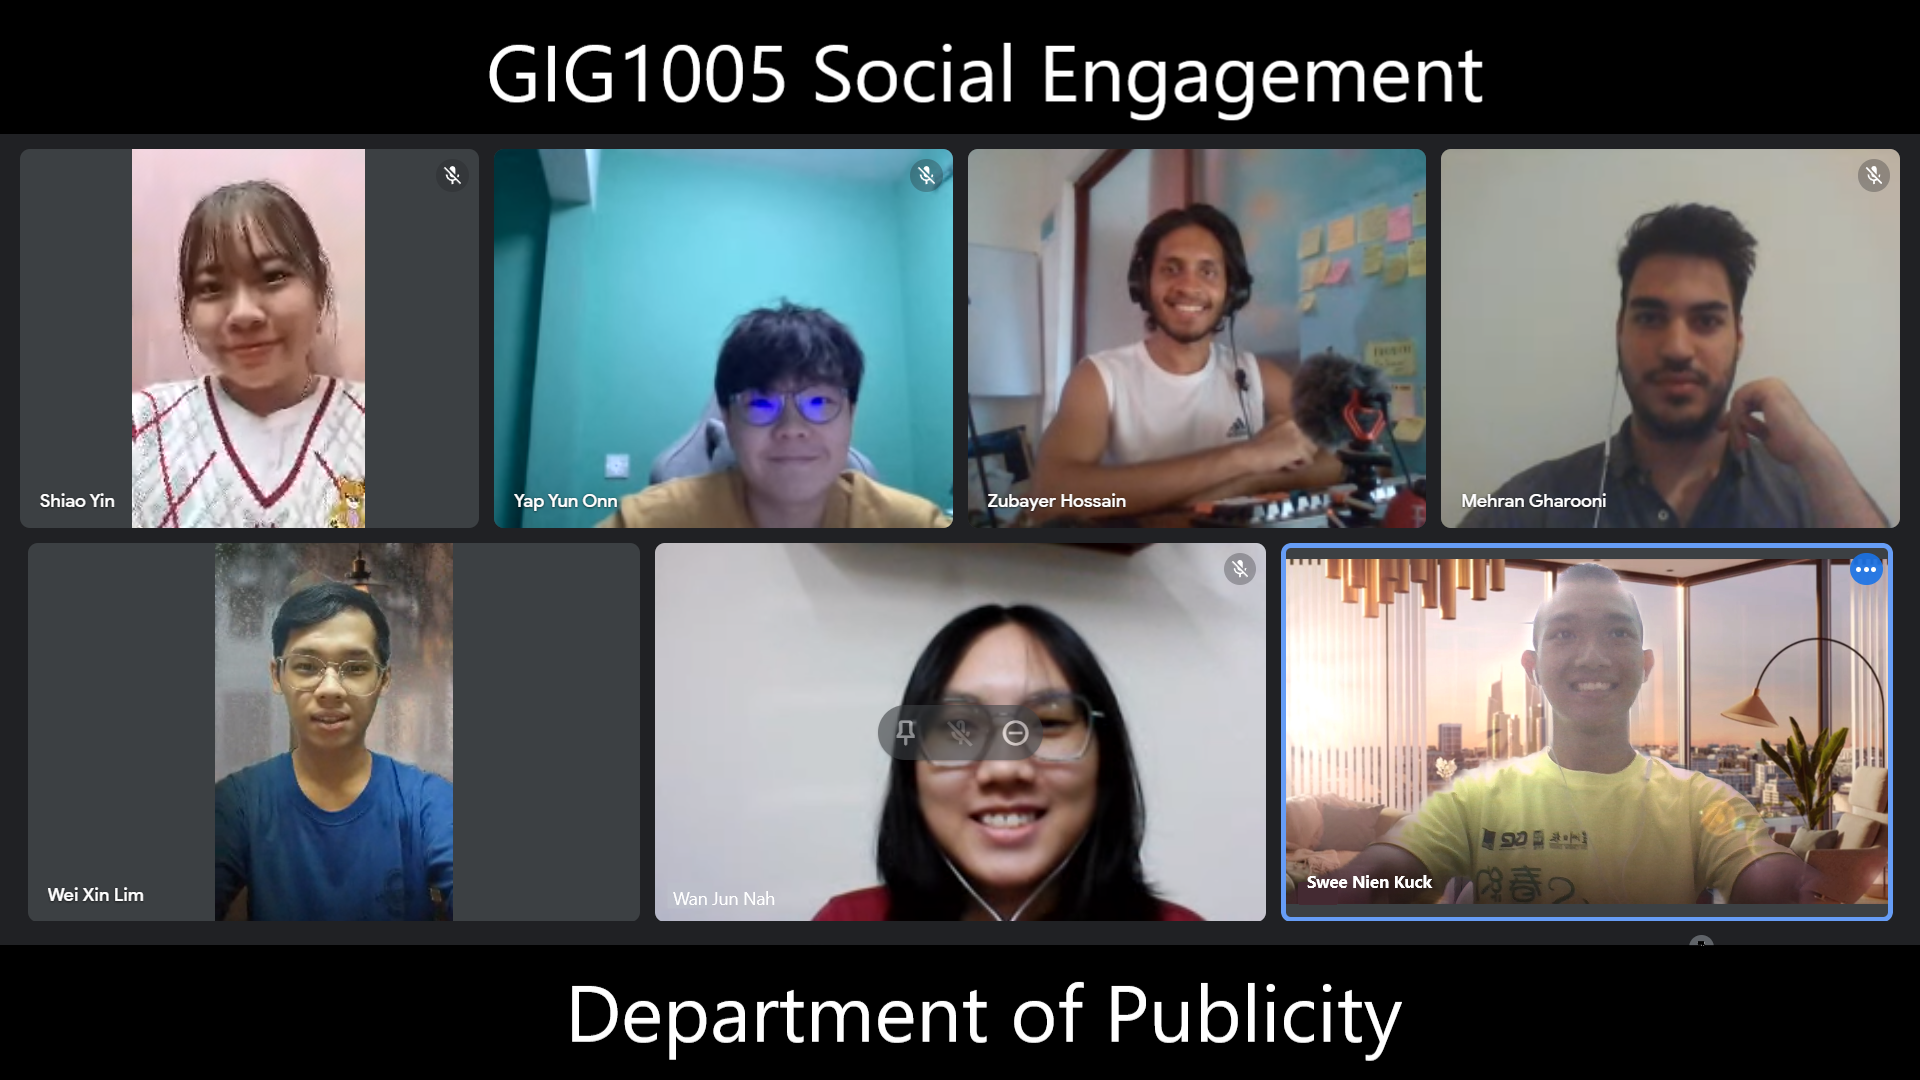 GIG1005 Social Engagement
Shiao Yin
Yap Yun Onn
Zubayer Hossain
Mehran Gharooni
Wei Xin Lim
Wan Jun Nah
Swee Nien Kuck
Department of Publicity